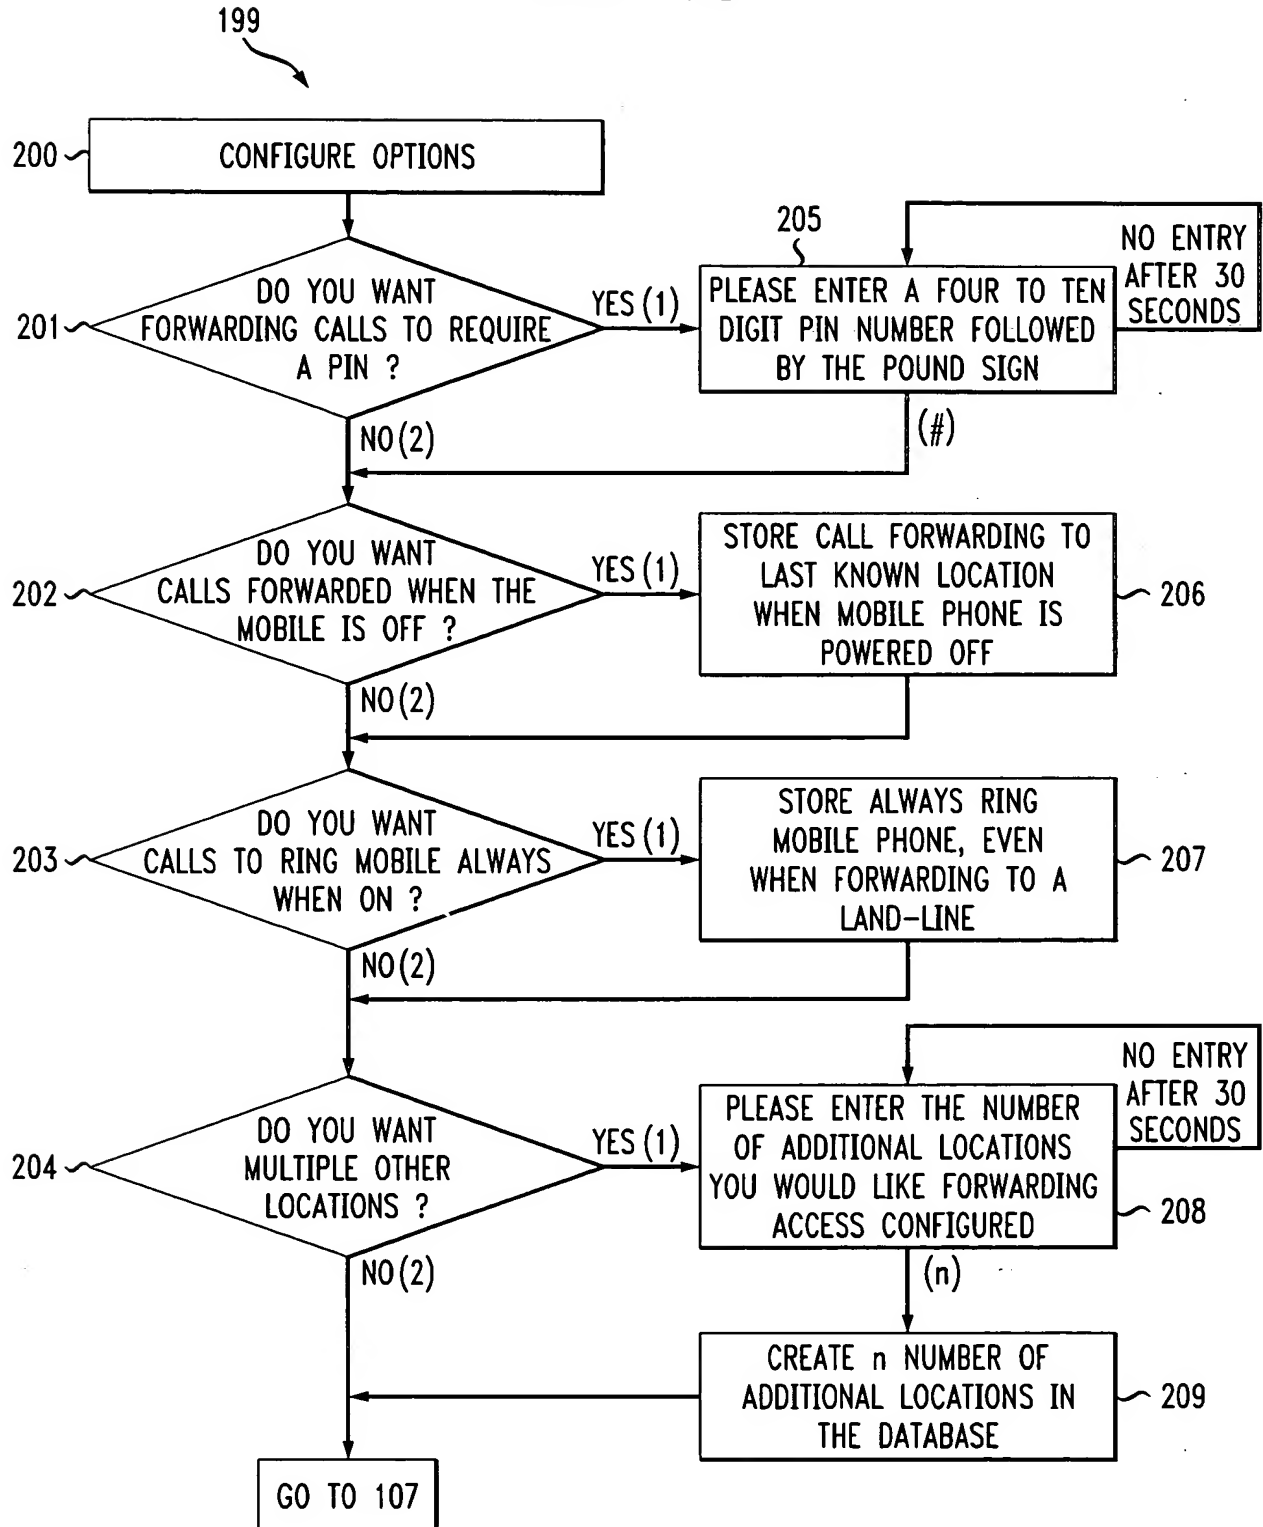 199
200
CONFIGURE OPTIONS
201
DO YOU WANT
FORWARDING CALLS TO REQUIRE
A PIN ?
YES (1)
NO (2)
205
PLEASE ENTER A FOUR TO TEN
DIGIT PIN NUMBER FOLLOWED
BY THE POUND SIGN
NO ENTRY
AFTER 30
SECONDS
(#)
202
DO YOU WANT
CALLS FORWARDED WHEN THE
MOBILE IS OFF ?
YES (1)
NO (2)
STORE CALL FORWARDING TO
LAST KNOWN LOCATION
WHEN MOBILE PHONE IS
POWERED OFF
206
203
DO YOU WANT
CALLS TO RING MOBILE ALWAYS
WHEN ON ?
YES (1)
NO (2)
STORE ALWAYS RING
MOBILE PHONE, EVEN
WHEN FORWARDING TO A
LAND-LINE
207
204
DO YOU WANT
MULTIPLE OTHER
LOCATIONS ?
YES (1)
NO (2)
PLEASE ENTER THE NUMBER
OF ADDITIONAL LOCATIONS
YOU WOULD LIKE FORWARDING
ACCESS CONFIGURED
NO ENTRY
AFTER 30
SECONDS
208
(n)
CREATE n NUMBER OF
ADDITIONAL LOCATIONS IN
THE DATABASE
209
GO TO 107